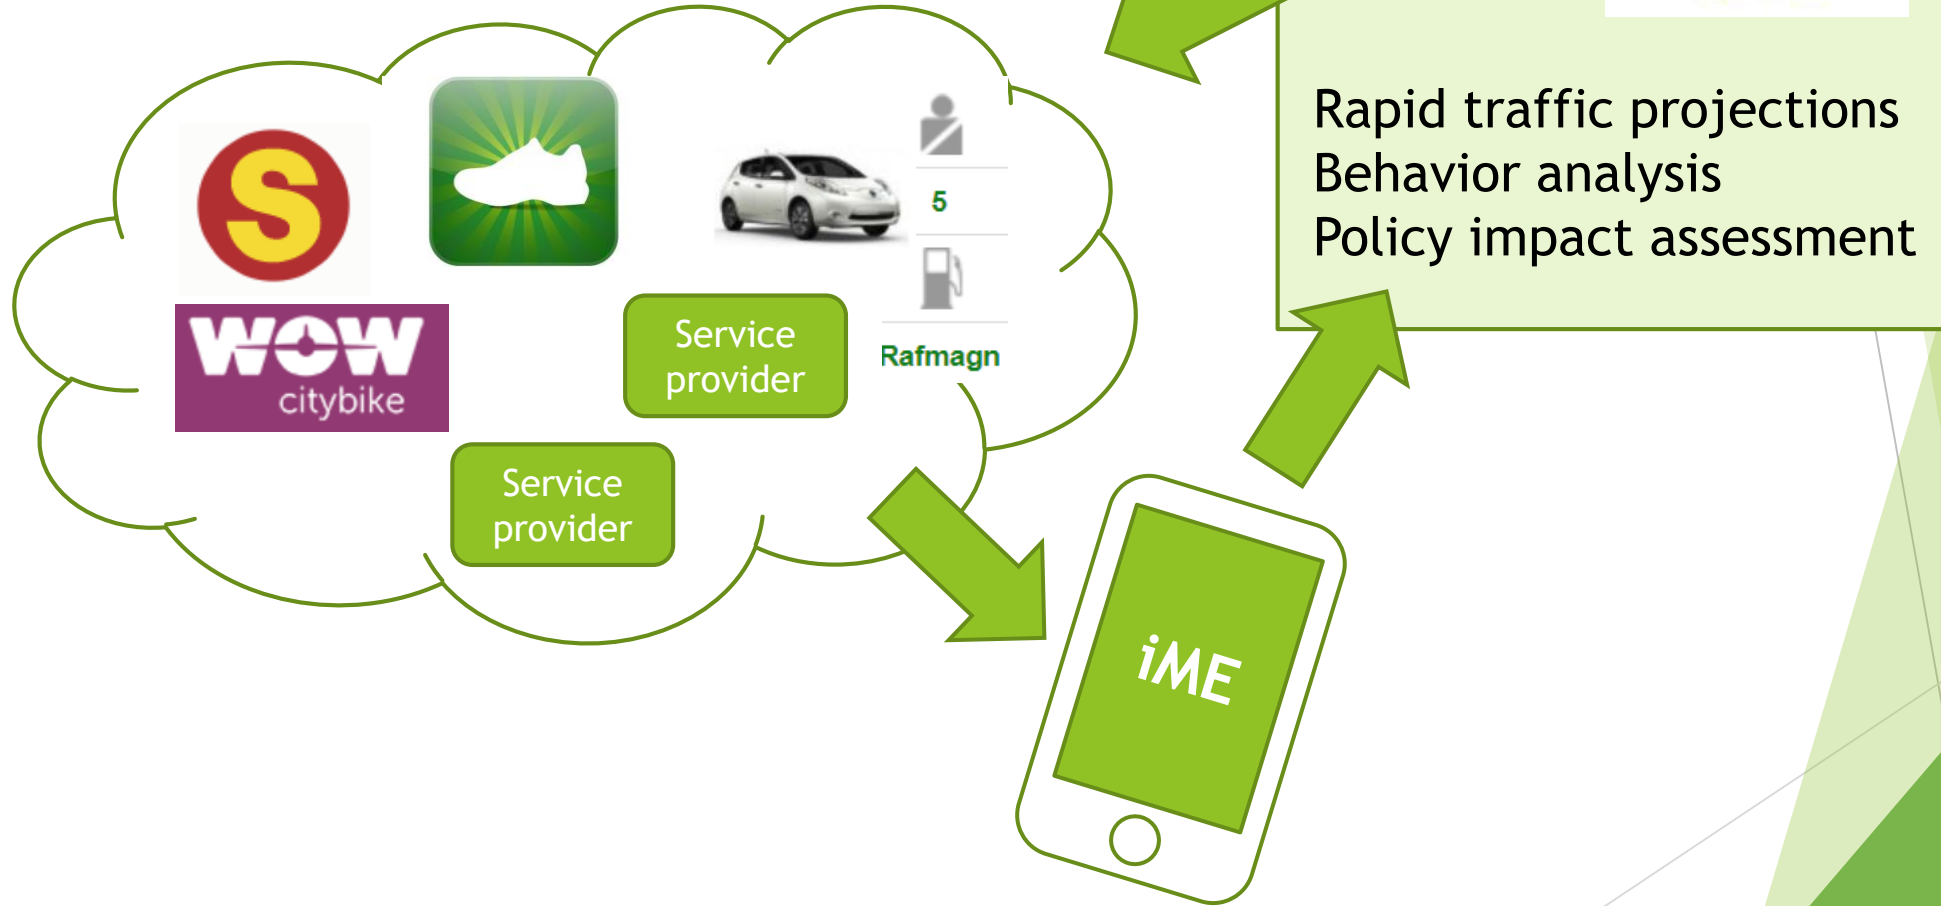 S
WOW
citybike
5
Rafmagn
Service
provider
Service
provider
Rapid traffic projections
Behavior analysis
Policy impact assessment
iME